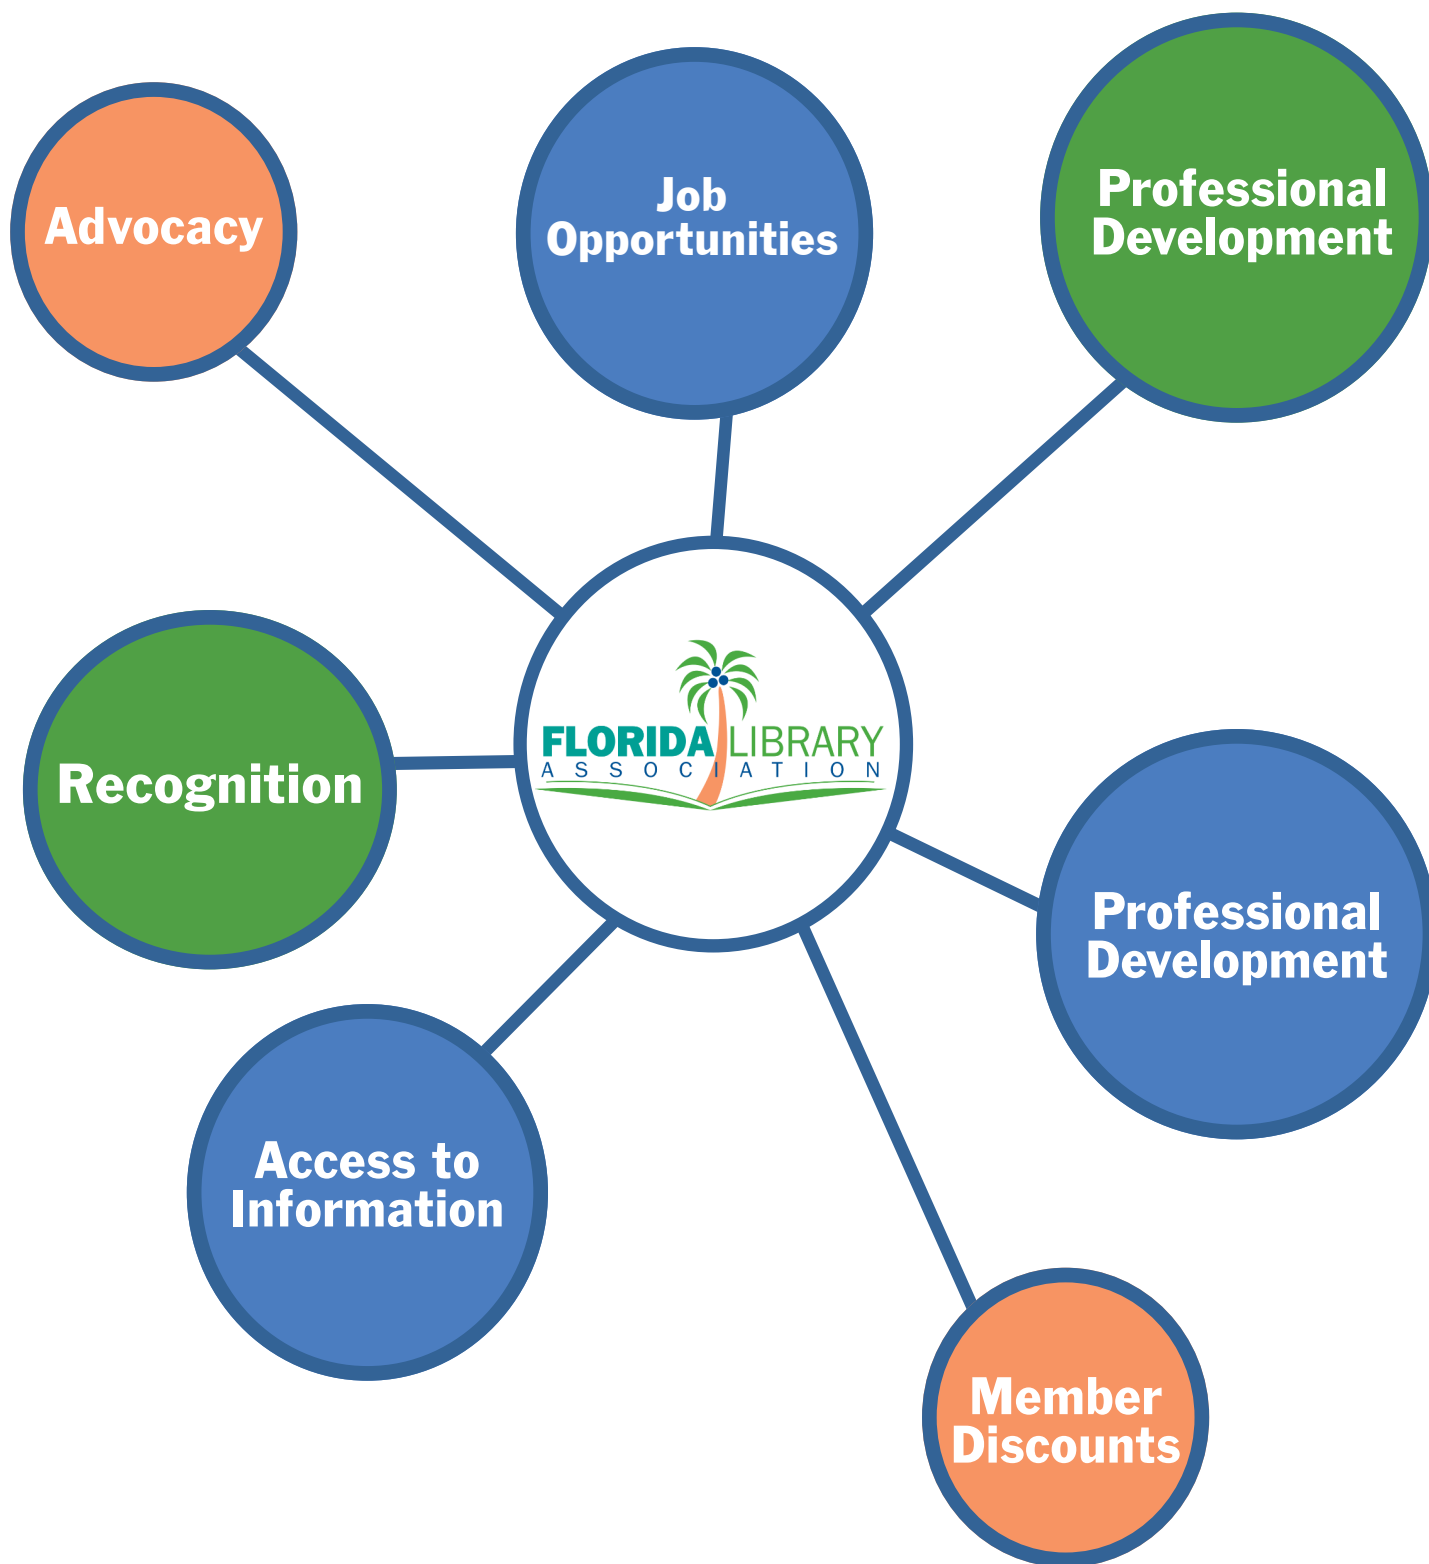 Advocacy
Job
Opportunities
Professional
Development
FLORIDA LIBRARY
ASSOCIATION
Recognition
Professional
Development
Access to
Information
Member
Discounts